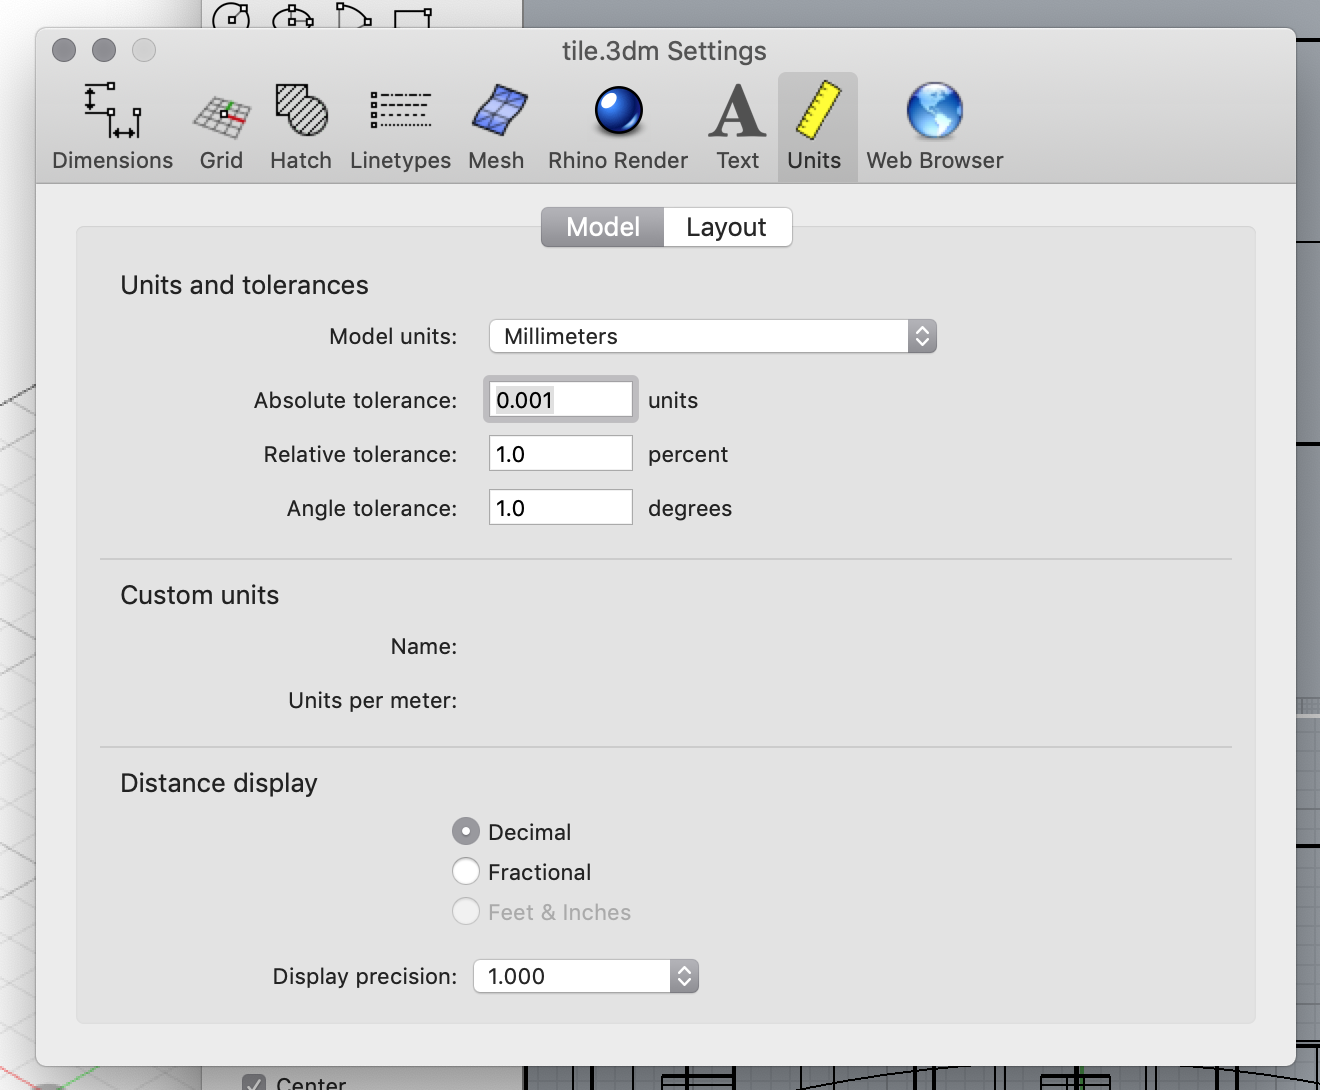 tile.3dm Settings
Dimensions Grid Hatch Linetypes Mesh Rhino Render Text Units Web Browser
Model Layout
Units and tolerances
Model units: Millimeters
Absolute tolerance: 0.001 units
Relative tolerance: 1.0 percent
Angle tolerance: 1.0 degrees
Custom units
Name:
Units per meter:
Distance display
Decimal
Fractional
Feet & Inches
Display precision: 1.000
Center